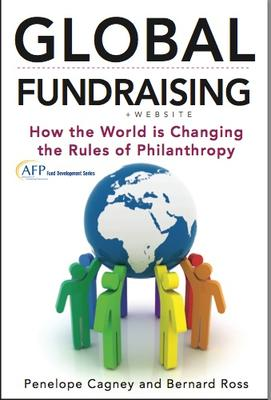 GLOBAL
FUNDRAISING
+ WEBSITE
How the World is Changing
the Rules of Philanthropy
AFP Fund Development Series
Penelope Cagney and Bernard Ross